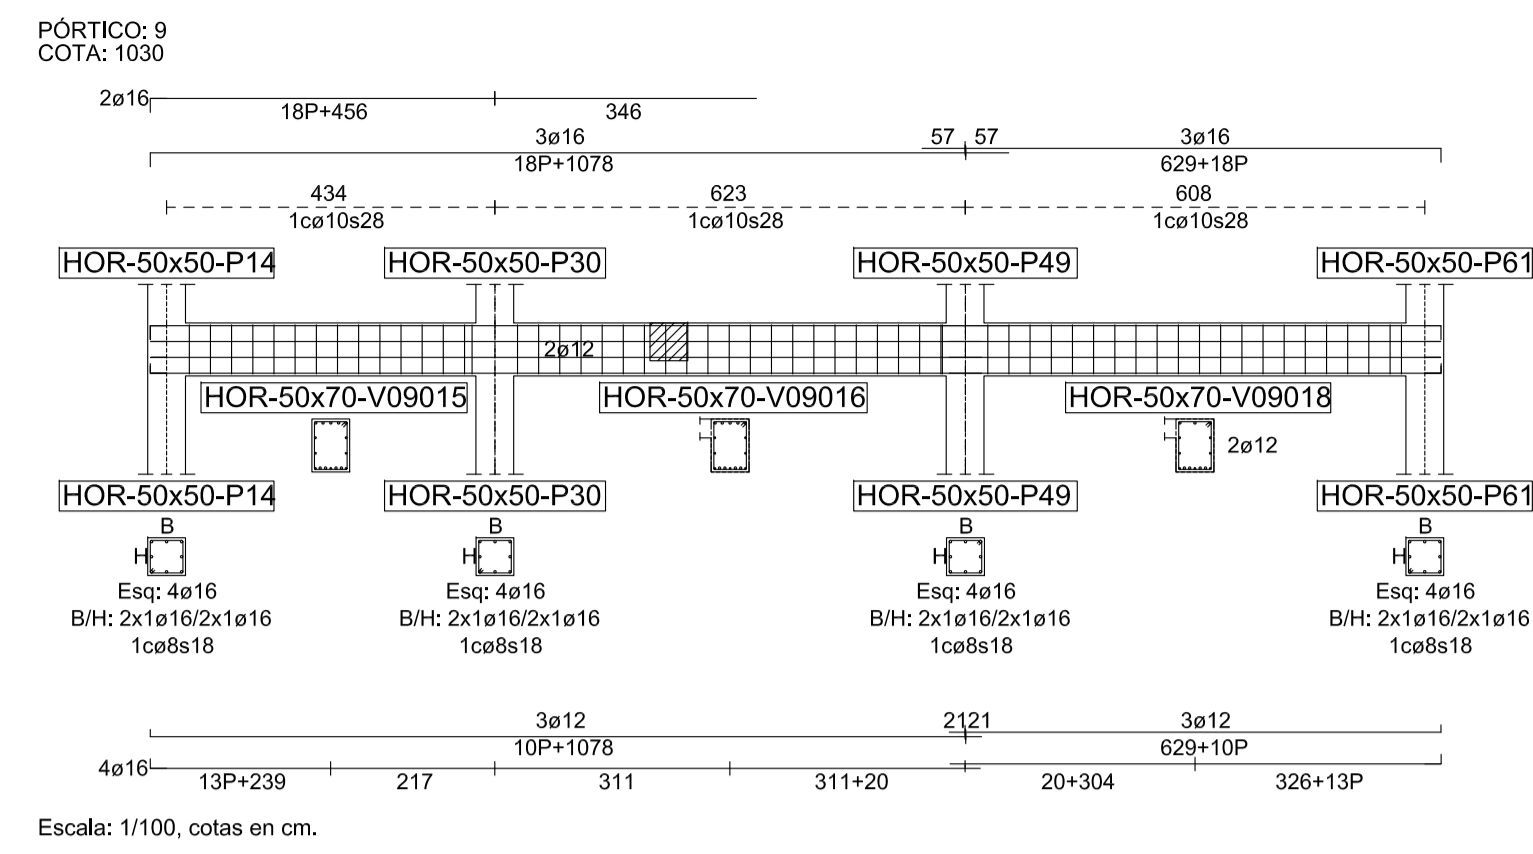 PÓRTICO: 9
COTA: 1030
2ø16
18P+456 346
3ø16 57 57 3ø16
18P+1078 629+18P
434 623 608
1cø10s28 1cø10s28 1cø10s28
HOR-50x50-P14 HOR-50x50-P30 HOR-50x50-P49 HOR-50x50-P61
2ø12
HOR-50x70-V09015 HOR-50x70-V09016 HOR-50x70-V09018
2ø12
HOR-50x50-P14 HOR-50x50-P30 HOR-50x50-P49 HOR-50x50-P61
B B B B
H H H H
Esq: 4ø16 Esq: 4ø16 Esq: 4ø16 Esq: 4ø16
B/H: 2x1ø16/2x1ø16 B/H: 2x1ø16/2x1ø16 B/H: 2x1ø16/2x1ø16 B/H: 2x1ø16/2x1ø16
1cø8s18 1cø8s18 1cø8s18 1cø8s18
3ø12 2121 3ø12
10P+1078 629+10P
4ø16
13P+239 217 311 311+20 20+304 326+13P
Escala: 1/100, cotas en cm.